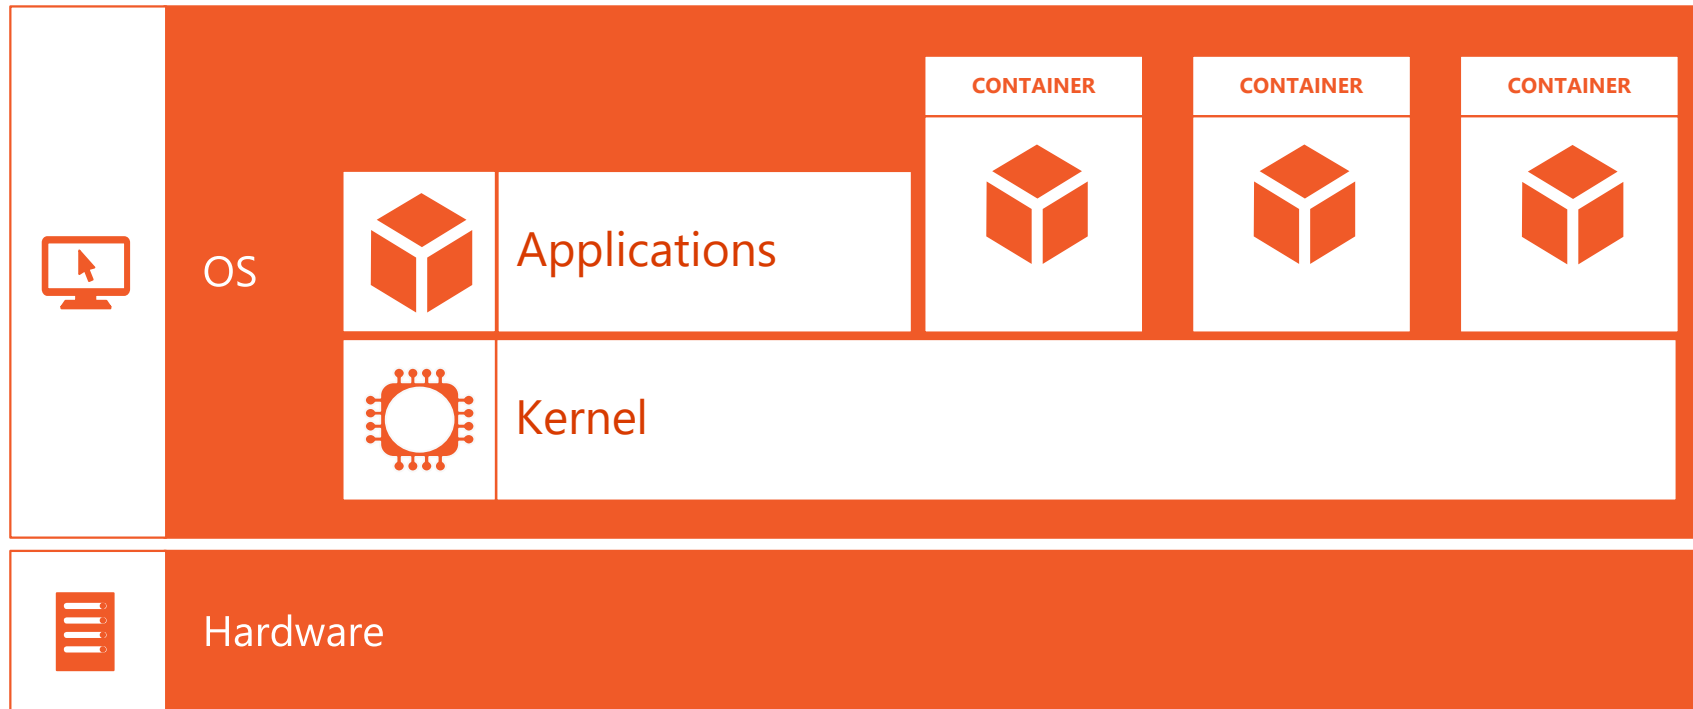 CONTAINER
CONTAINER
CONTAINER
Applications
OS
Kernel
Hardware